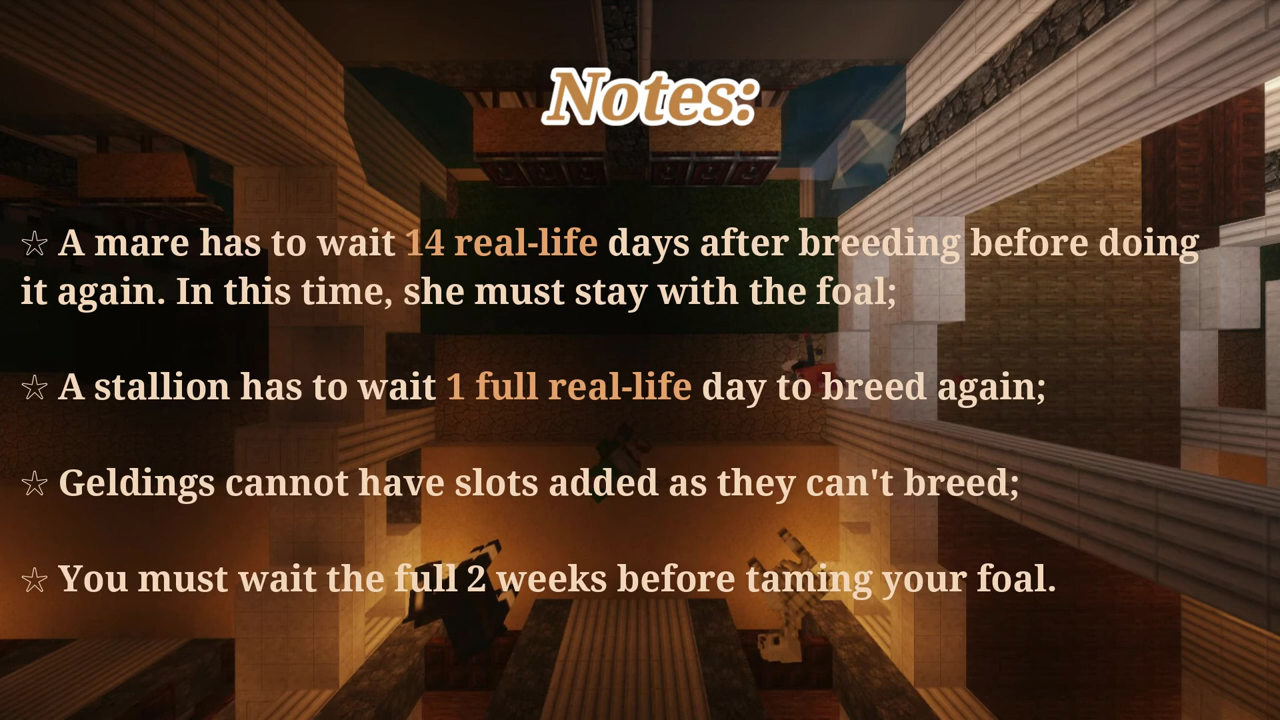 Notes:
☆ A mare has to wait 14 real-life days after breeding before doing
it again. In this time, she must stay with the foal;
☆ A stallion has to wait 1 full real-life day to breed again;
☆ Geldings cannot have slots added as they can't breed;
☆ You must wait the full 2 weeks before taming your foal.